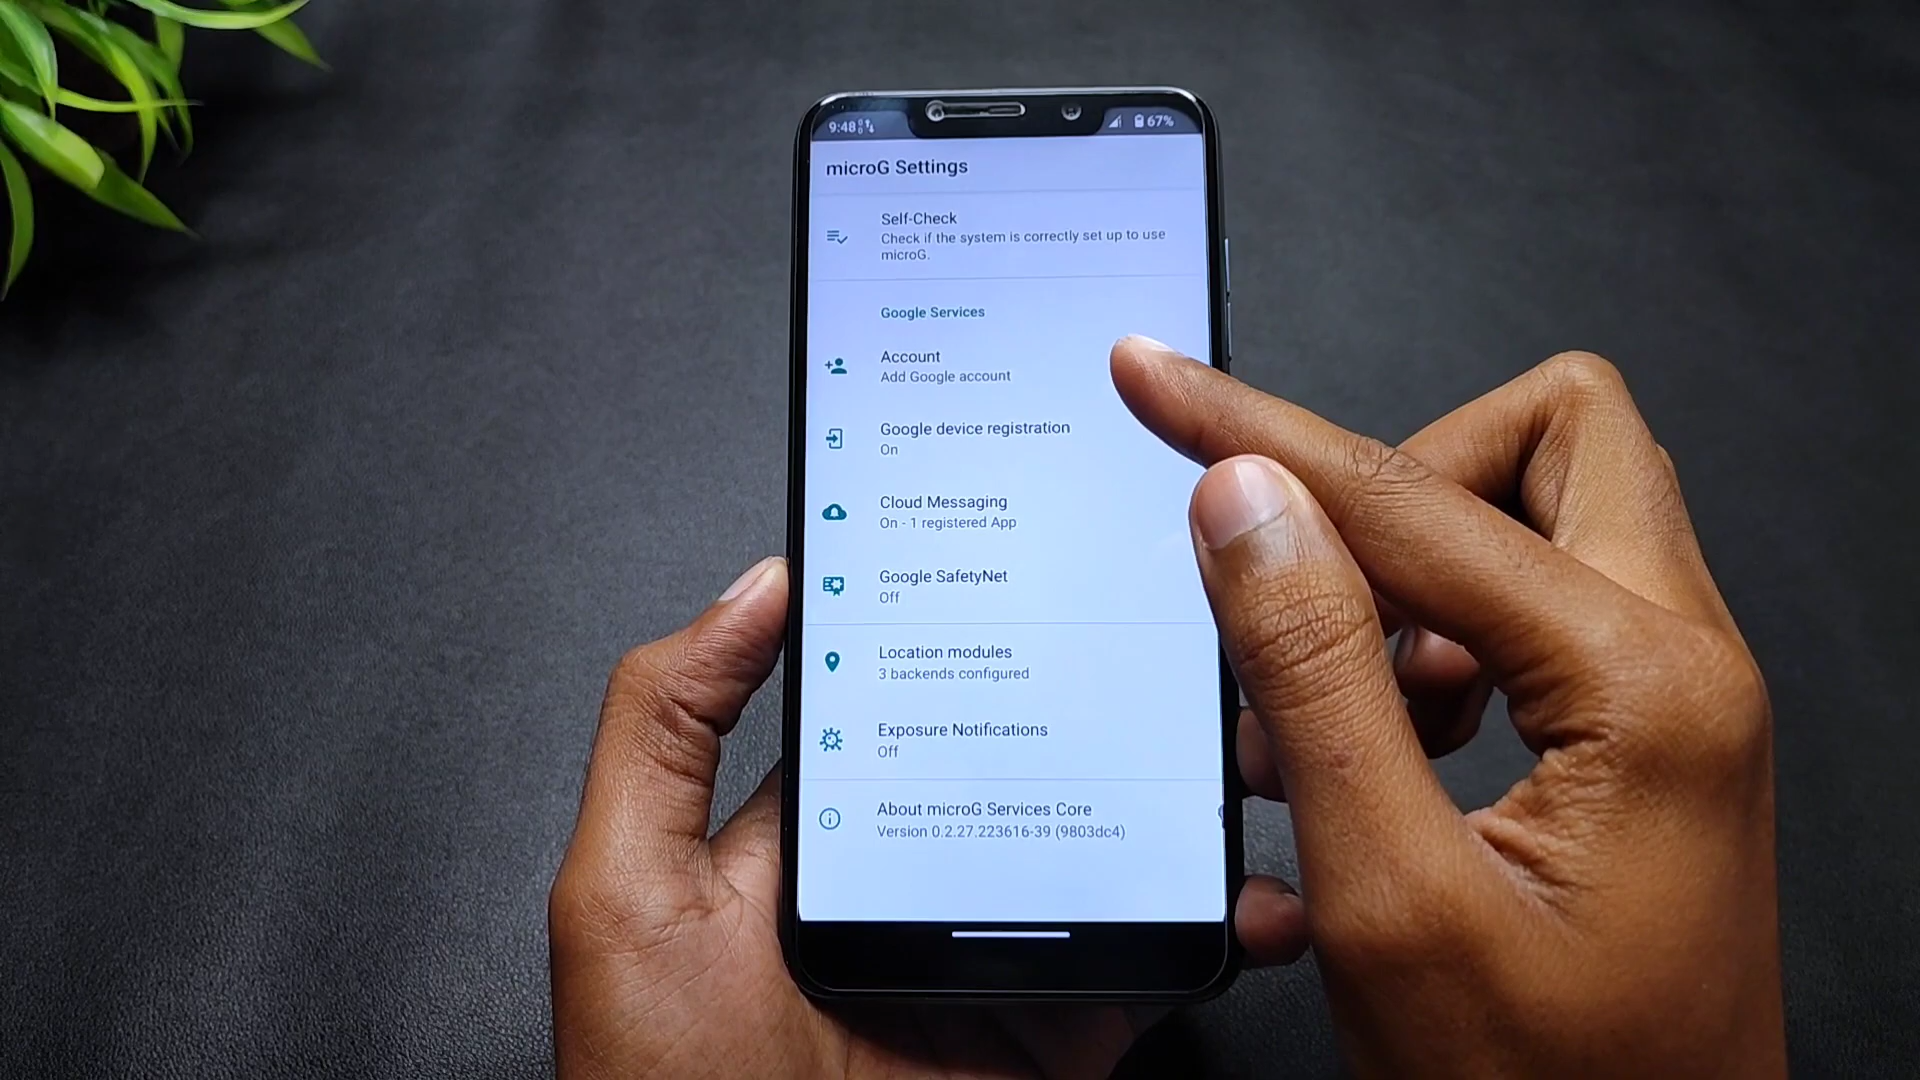 9:48
67%
microG Settings
Self-Check
Check if the system is correctly set up to use
microG.
Google Services
Account
Add Google account
Google device registration
On
Cloud Messaging
On - 1 registered App
Google SafetyNet
Off
Location modules
3 backends configured
Exposure Notifications
Off
About microG Services Core
Version 0.2.27.223616-39 (9803dc4)